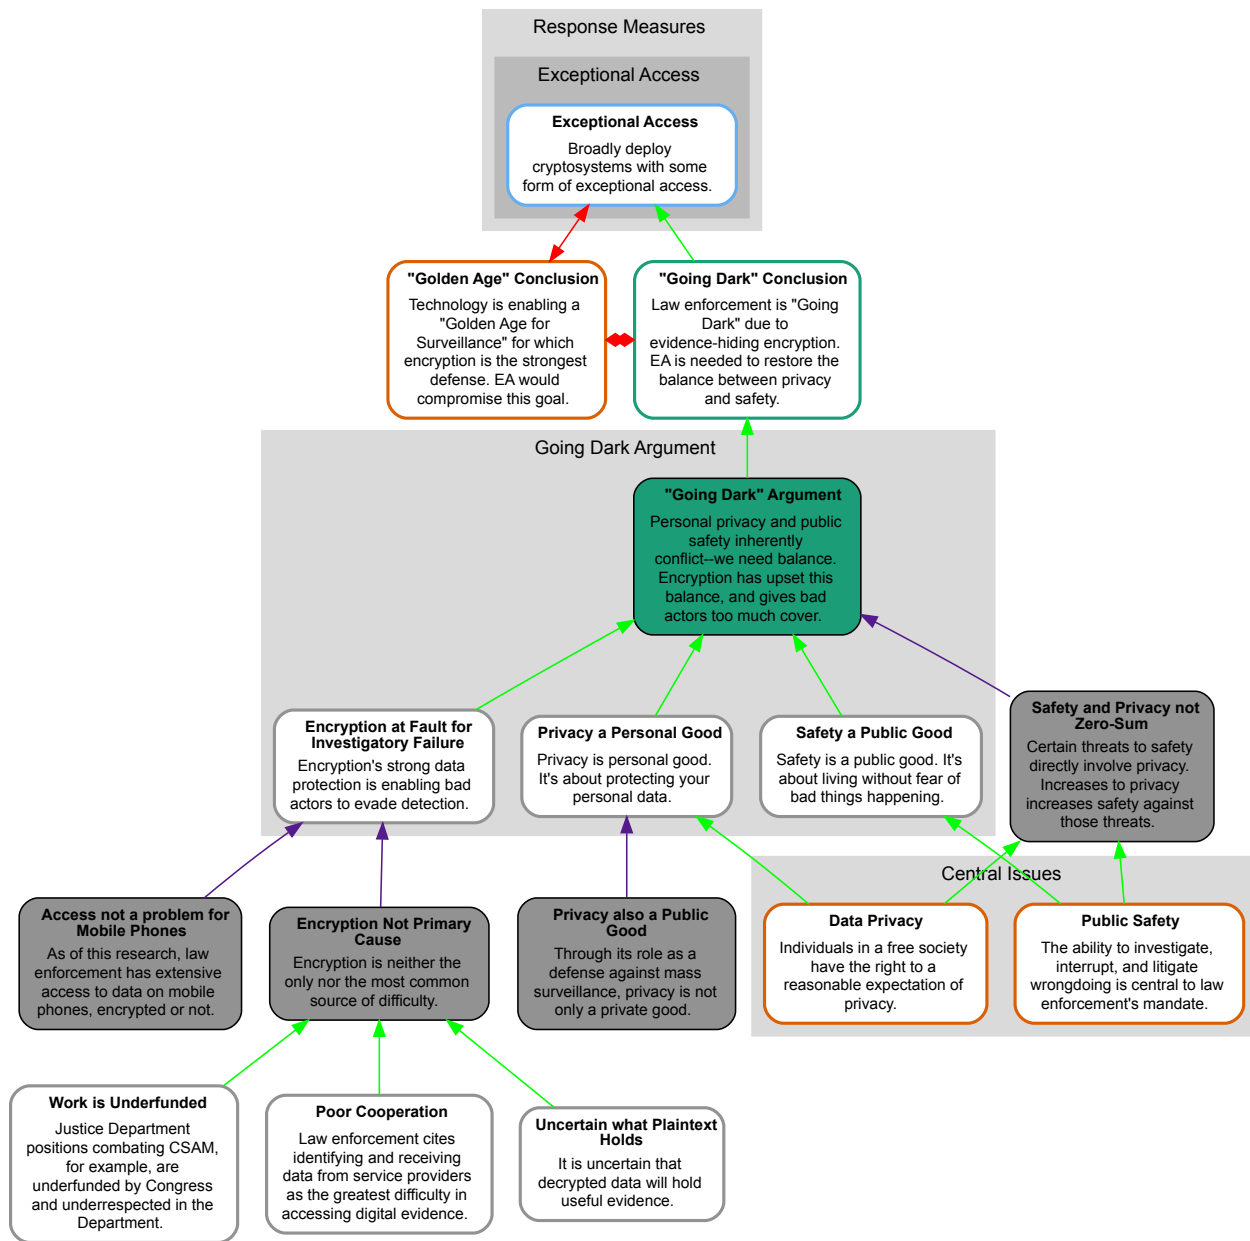 Response Measures
Exceptional Access
Exceptional Access
Broadly deploy
cryptosystems with some
form of exceptional access.
"Golden Age" Conclusion
Technology is enabling a
"Golden Age for
Surveillance" for which
encryption is the strongest
defense. EA would
compromise this goal.
"Going Dark" Conclusion
Law enforcement is "Going
Dark" due to
evidence-hiding encryption.
EA is needed to restore the
balance between privacy
and safety.
Going Dark Argument
"Going Dark" Argument
Personal privacy and public
safety inherently
conflict--we need balance.
Encryption has upset this
balance, and gives bad
actors too much cover.
Encryption at Fault for
Investigatory Failure
Encryption's strong data
protection is enabling bad
actors to evade detection.
Privacy a Personal Good
Privacy is personal good.
It's about protecting your
personal data.
Safety a Public Good
Safety is a public good. It's
about living without fear of
bad things happening.
Safety and Privacy not
Zero-Sum
Certain threats to safety
directly involve privacy.
Increases to privacy
increases safety against
those threats.
Central Issues
Access not a problem for
Mobile Phones
As of this research, law
enforcement has extensive
access to data on mobile
phones, encrypted or not.
Encryption Not Primary
Cause
Encryption is neither the
only nor the most common
source of difficulty.
Privacy also a Public
Good
Through its role as a
defense against mass
surveillance, privacy is not
only a private good.
Data Privacy
Individuals in a free society
have the right to a
reasonable expectation of
privacy.
Public Safety
The ability to investigate,
interrupt, and litigate
wrongdoing is central to law
enforcement's mandate.
Work is Underfunded
Justice Department
positions combating CSAM,
for example, are
underfunded by Congress
and underrespected in the
Department.
Poor Cooperation
Law enforcement cites
identifying and receiving
data from service providers
as the greatest difficulty in
accessing digital evidence.
Uncertain what Plaintext
Holds
It is uncertain that
decrypted data will hold
useful evidence.